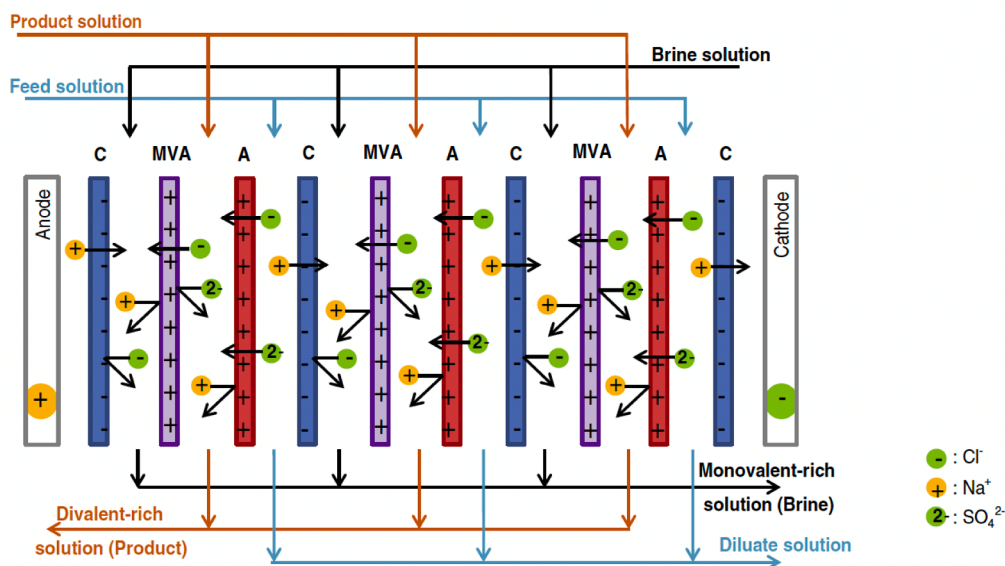 Product solution
Brine solution
Feed solution
C MVA A C MVA A C MVA A C
Anode
Cathode
+ -
- : Cl⁻
+ : Na⁺
2- : SO₄²⁻
Monovalent-rich
solution (Brine)
Divalent-rich
solution (Product)
Diluate solution